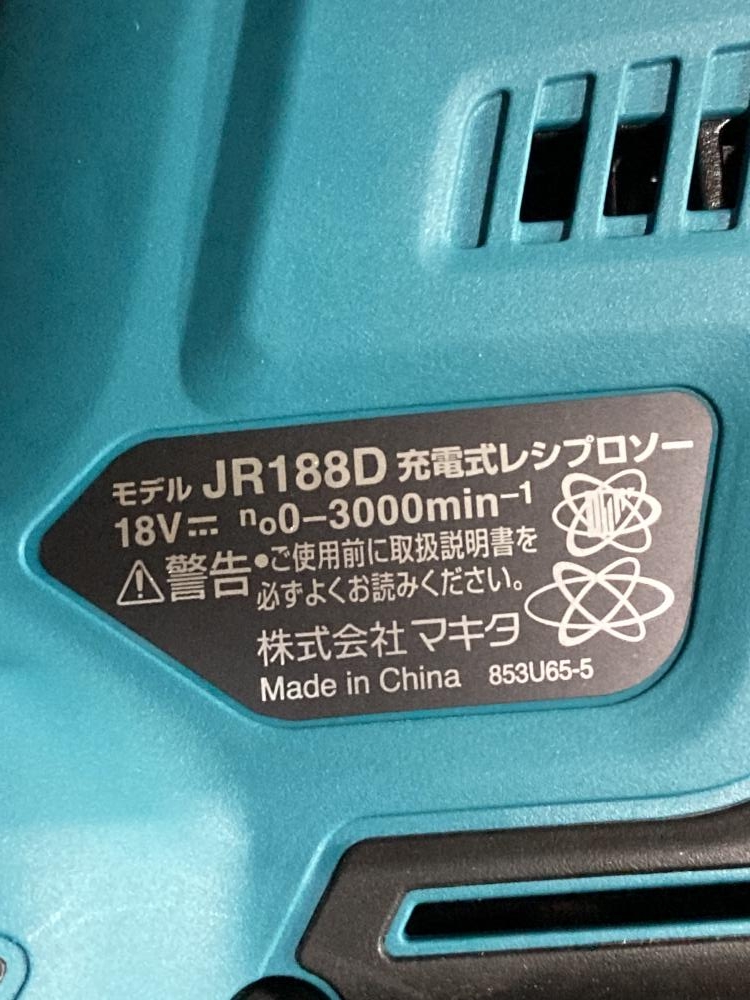 モデル JR188D 充電式レシプロソー
18V⎓ n₀0−3000min⁻¹
⚠警告 •ご使用前に取扱説明書を
必ずよくお読みください。
株式会社 マキタ
Made in China 853U65-5